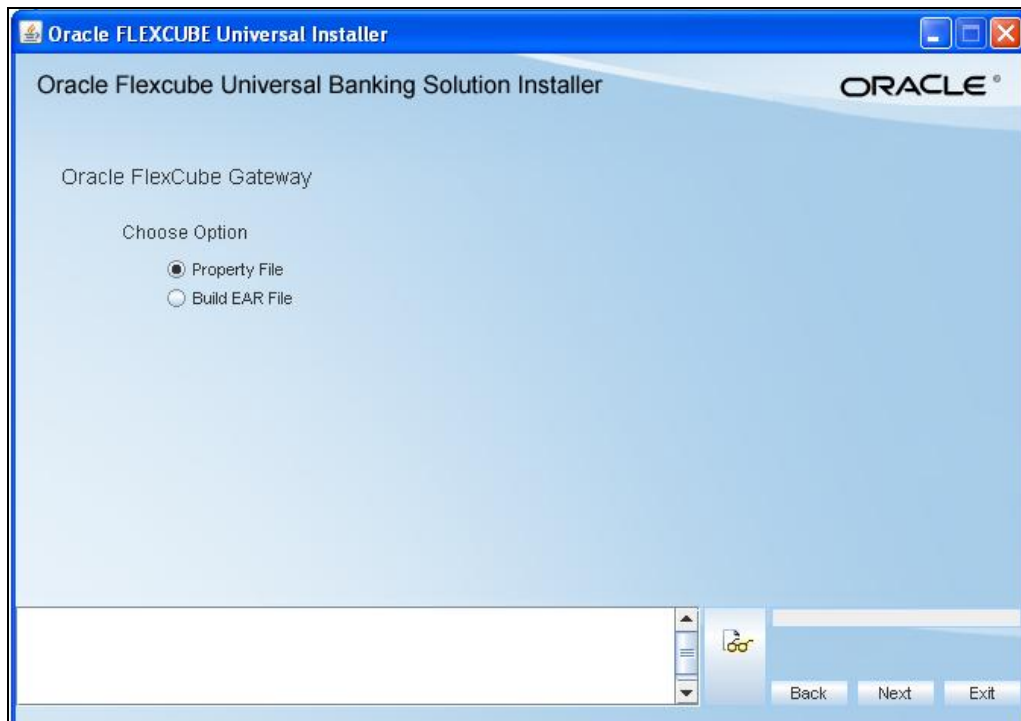 Oracle FLEXCUBE Universal Installer
Oracle Flexcube Universal Banking Solution Installer
ORACLE®
Oracle FlexCube Gateway
Choose Option
Property File
Build EAR File
Back Next Exit